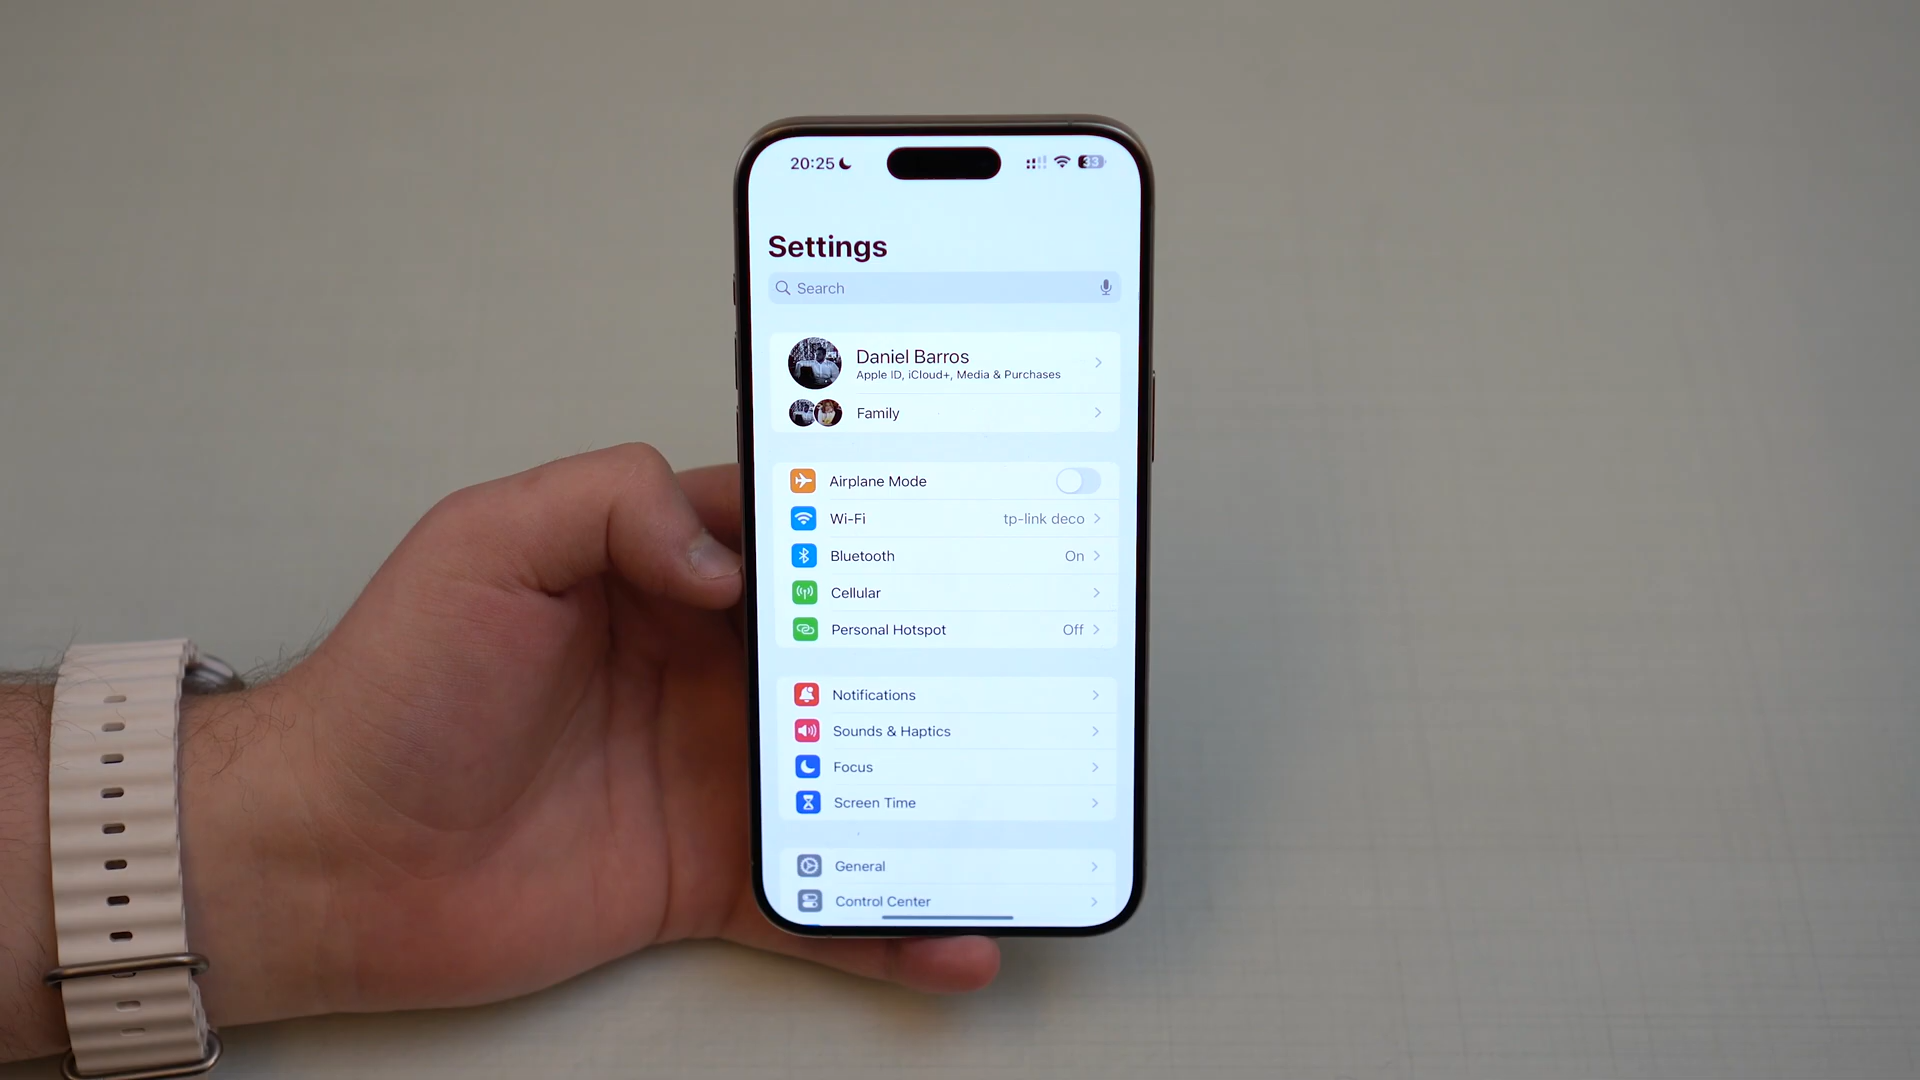 20:25
33
Settings
Search
Daniel Barros
Apple ID, iCloud+, Media & Purchases
Family
Airplane Mode
Wi-Fi tp-link deco
Bluetooth On
Cellular
Personal Hotspot Off
Notifications
Sounds & Haptics
Focus
Screen Time
General
Control Center